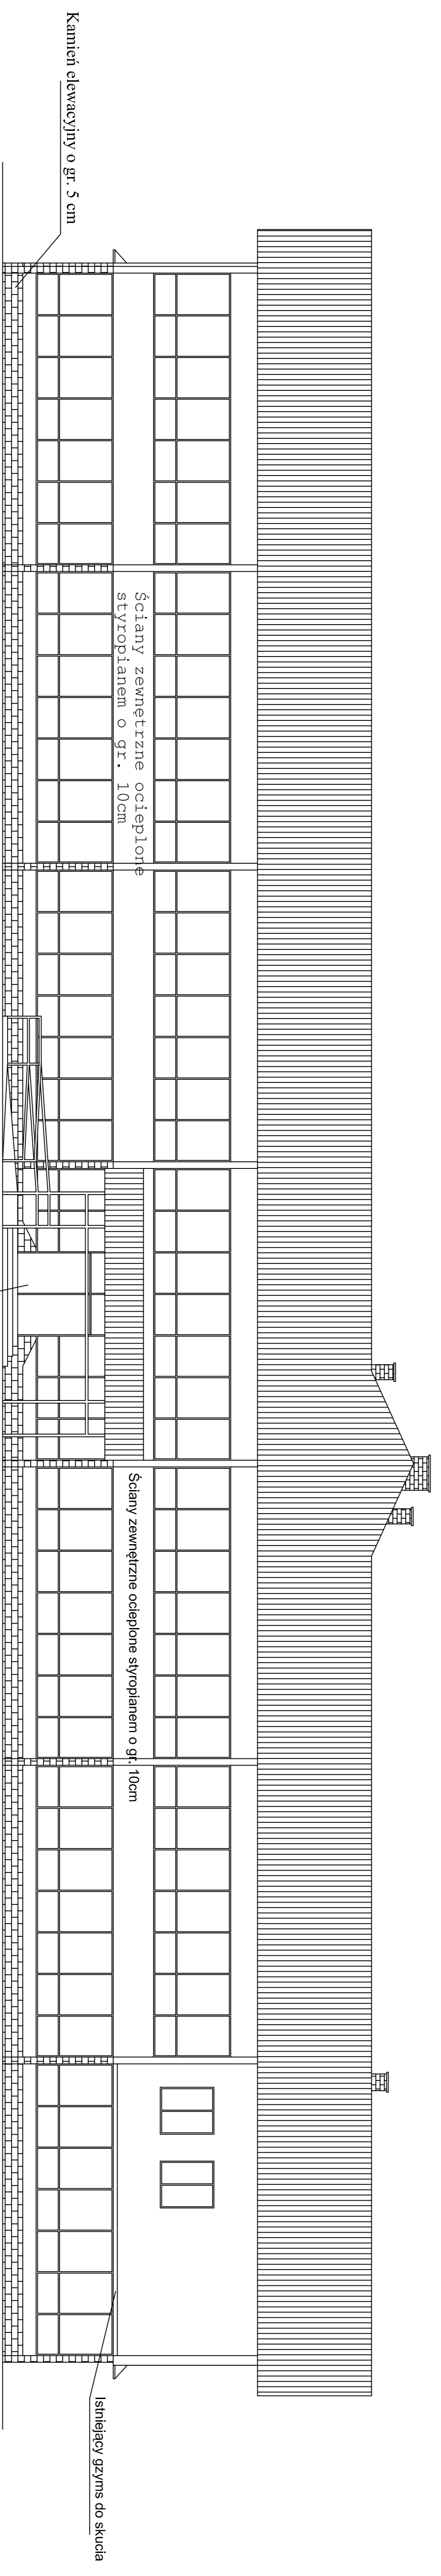 Kamień elewacyjny o gr. 5 cm
Ściany zewnętrzne ocieplone
styropianem o gr. 10cm
Ściany zewnętrzne ocieplone styropianem o gr. 10cm
Istniejący gzyms do skucia